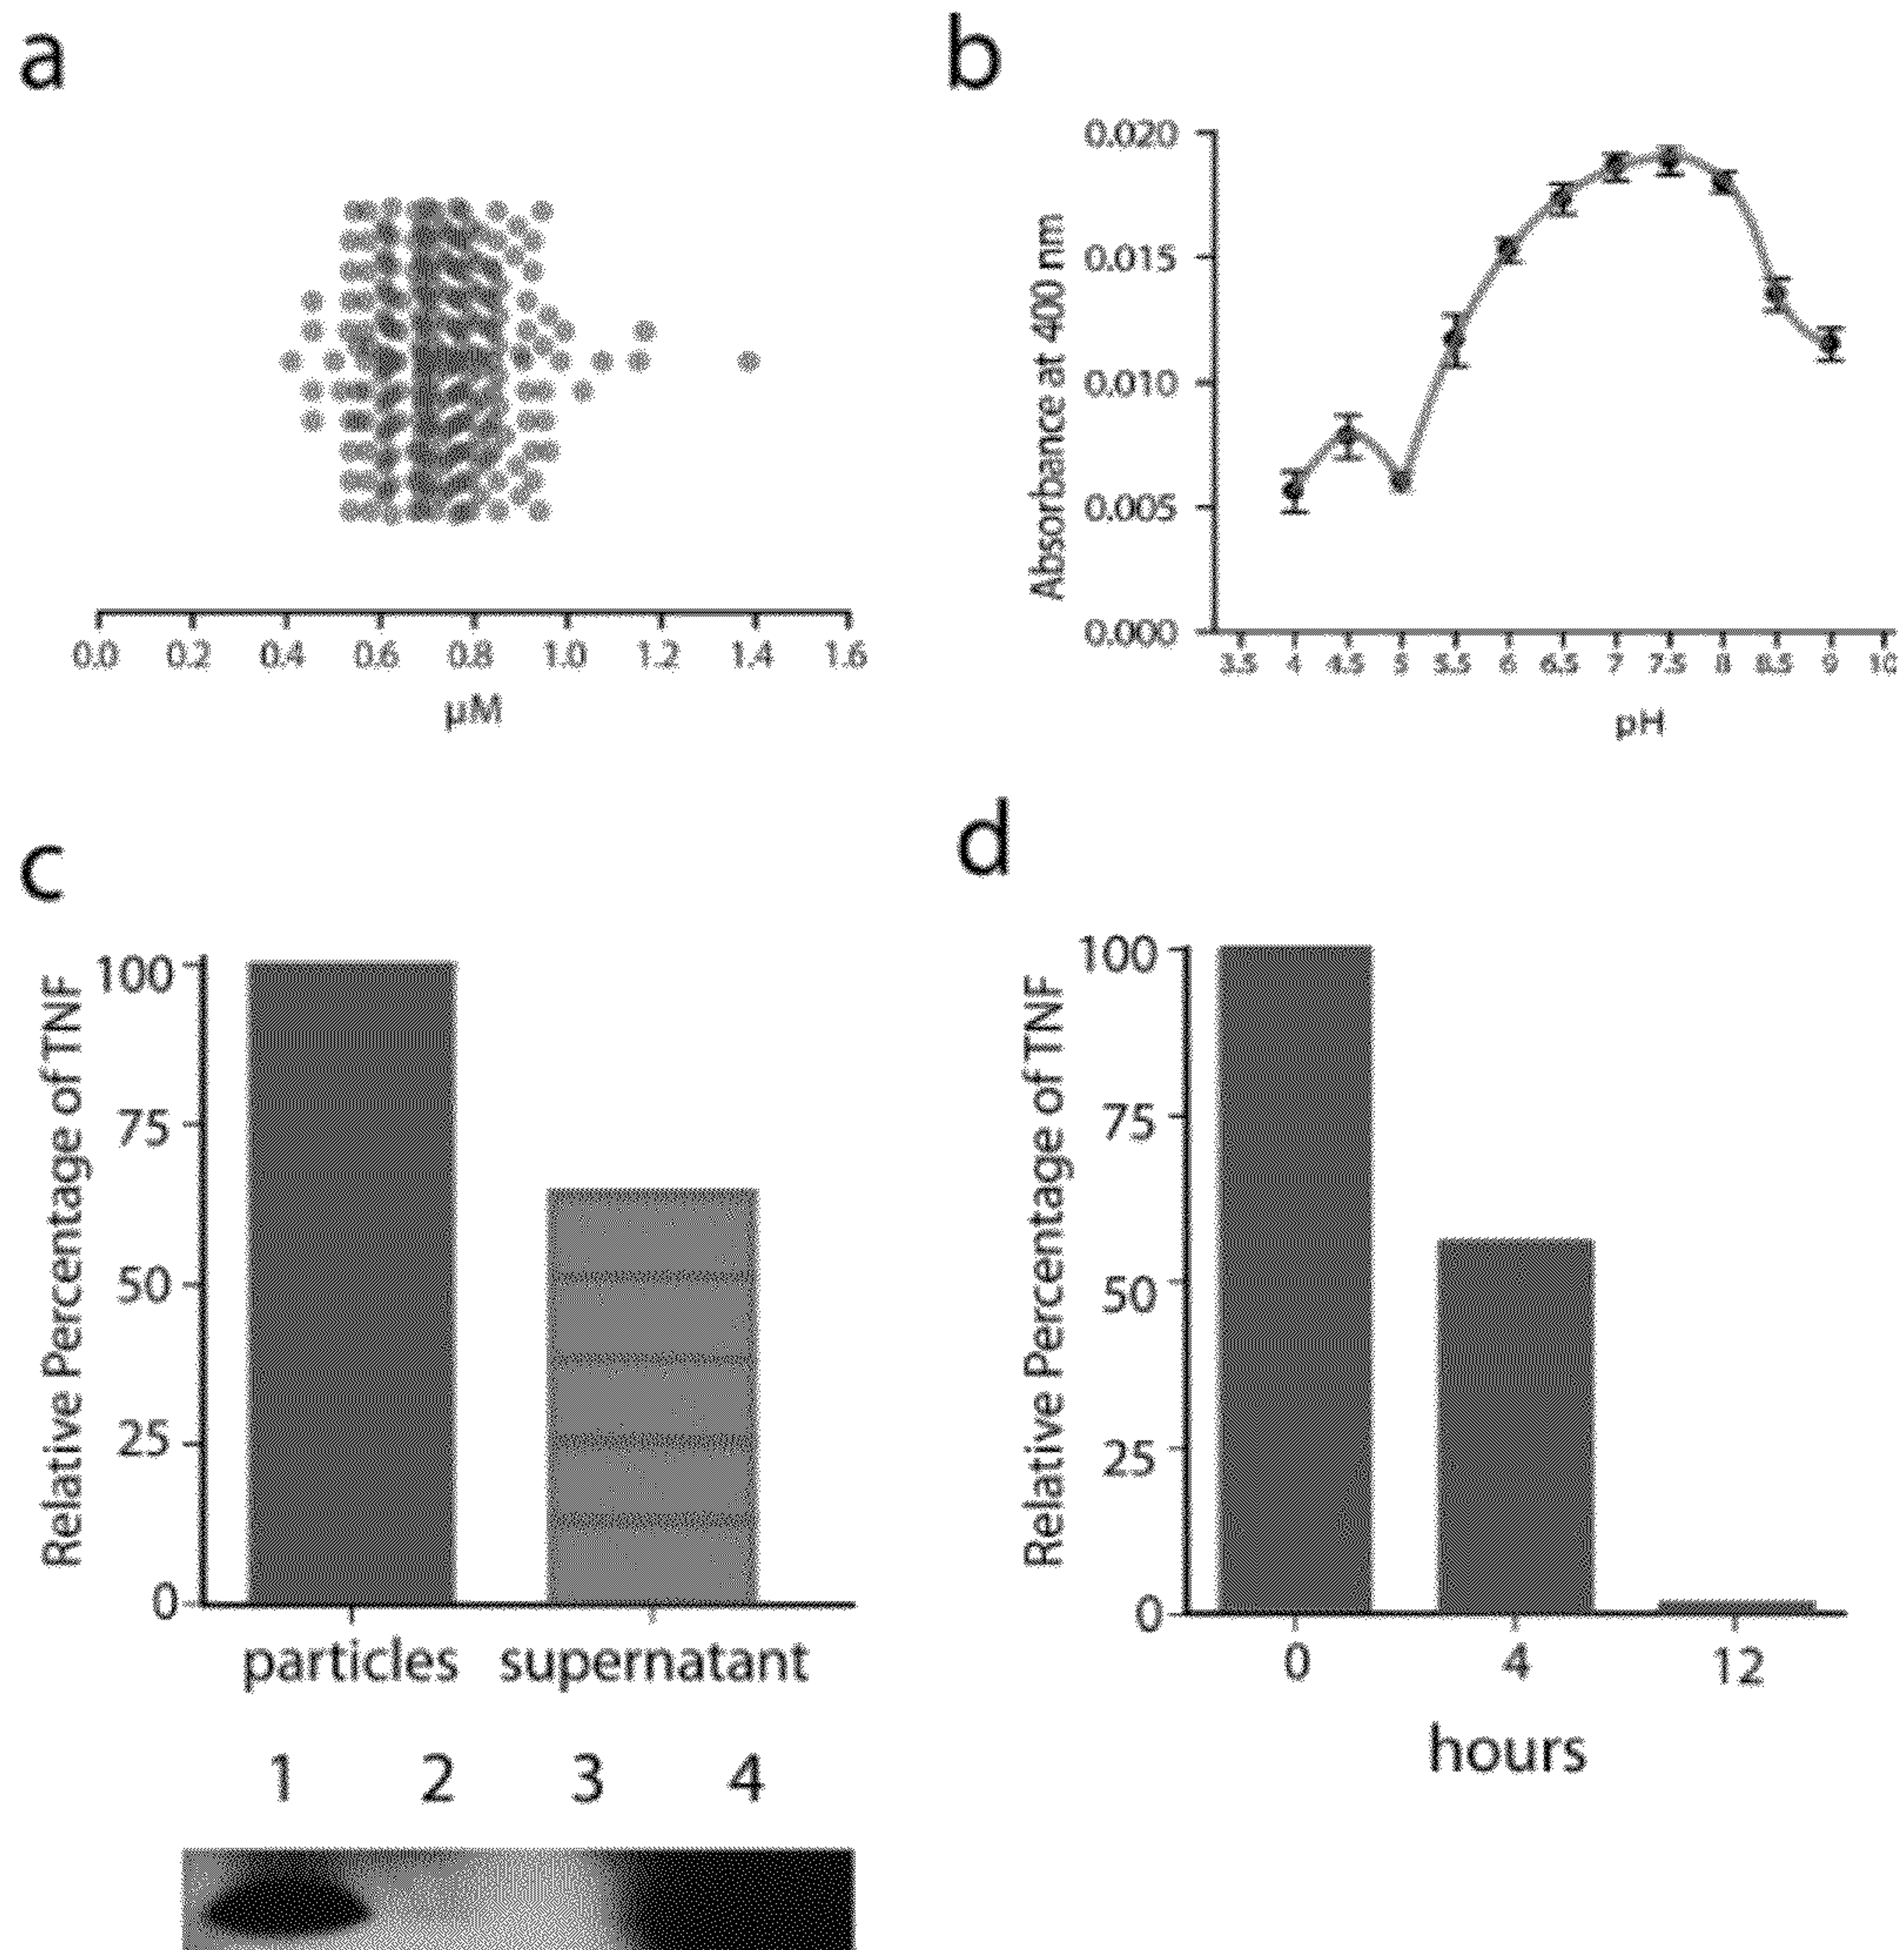 a
0.0 0.2 0.4 0.6 0.8 1.0 1.2 1.4 1.6
µM
b
Absorbance at 400 nm
0.020
0.015
0.010
0.005
0.000
3.5 4 4.5 5 5.5 6 6.5 7 7.5 8 8.5 9 10
pH
c
Relative Percentage of TNF
100
75
50
25
0
particles supernatant
1 2 3 4
d
Relative Percentage of TNF
100
75
50
25
0
0 4 12
hours